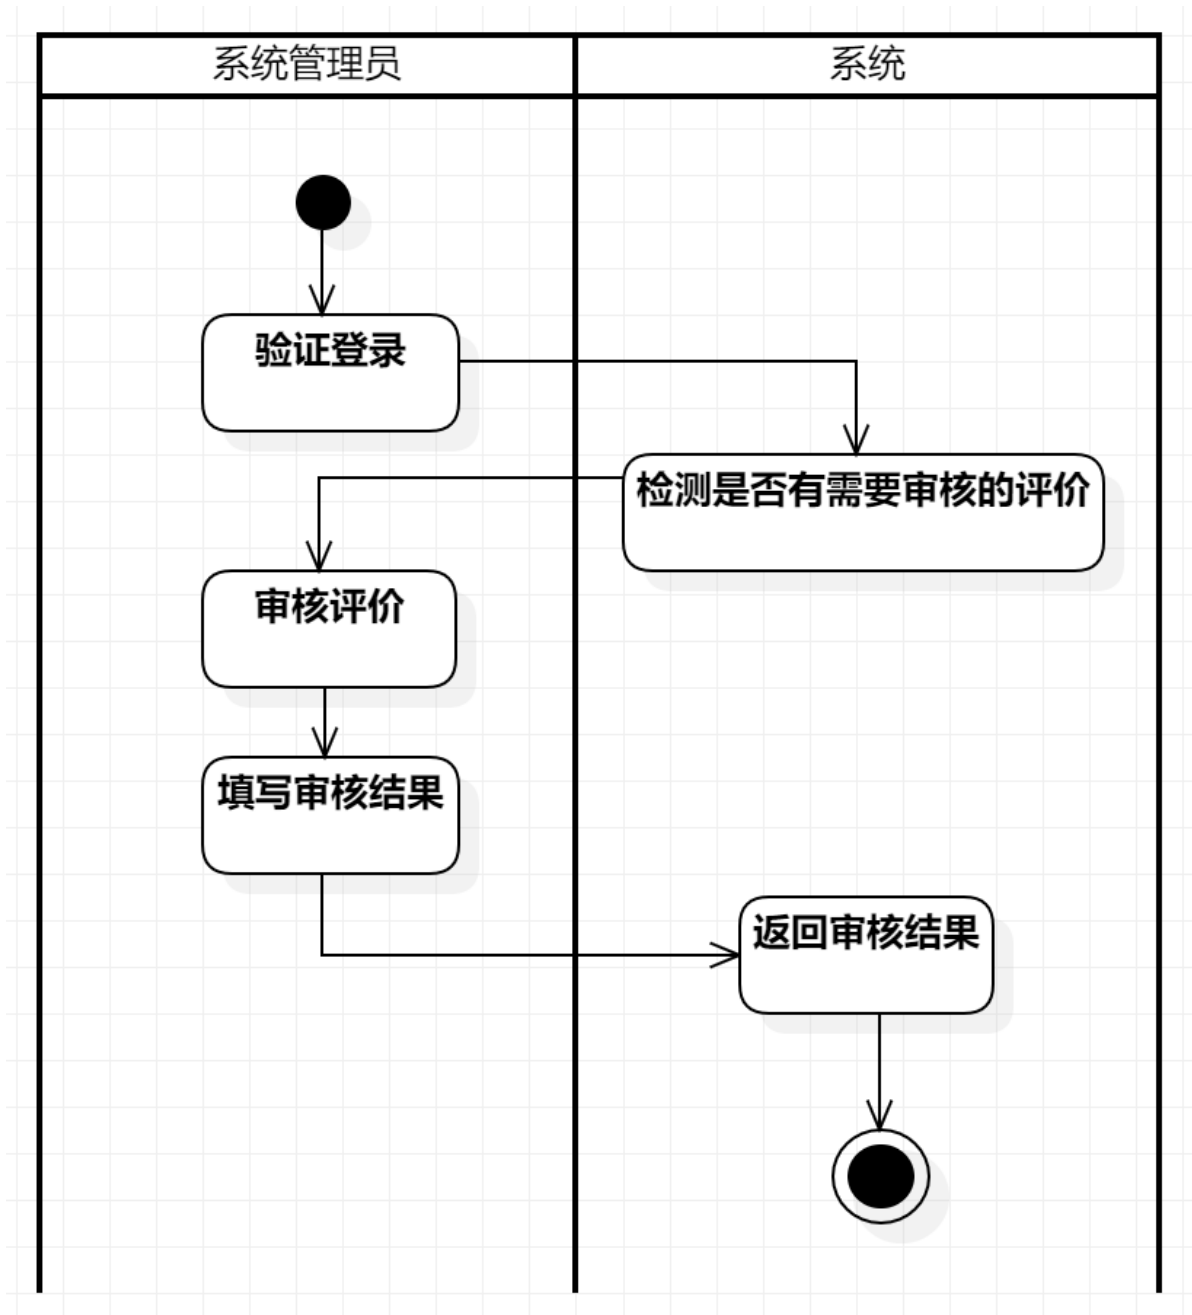 系统管理员
系统
验证登录
检测是否有需要审核的评价
审核评价
填写审核结果
返回审核结果